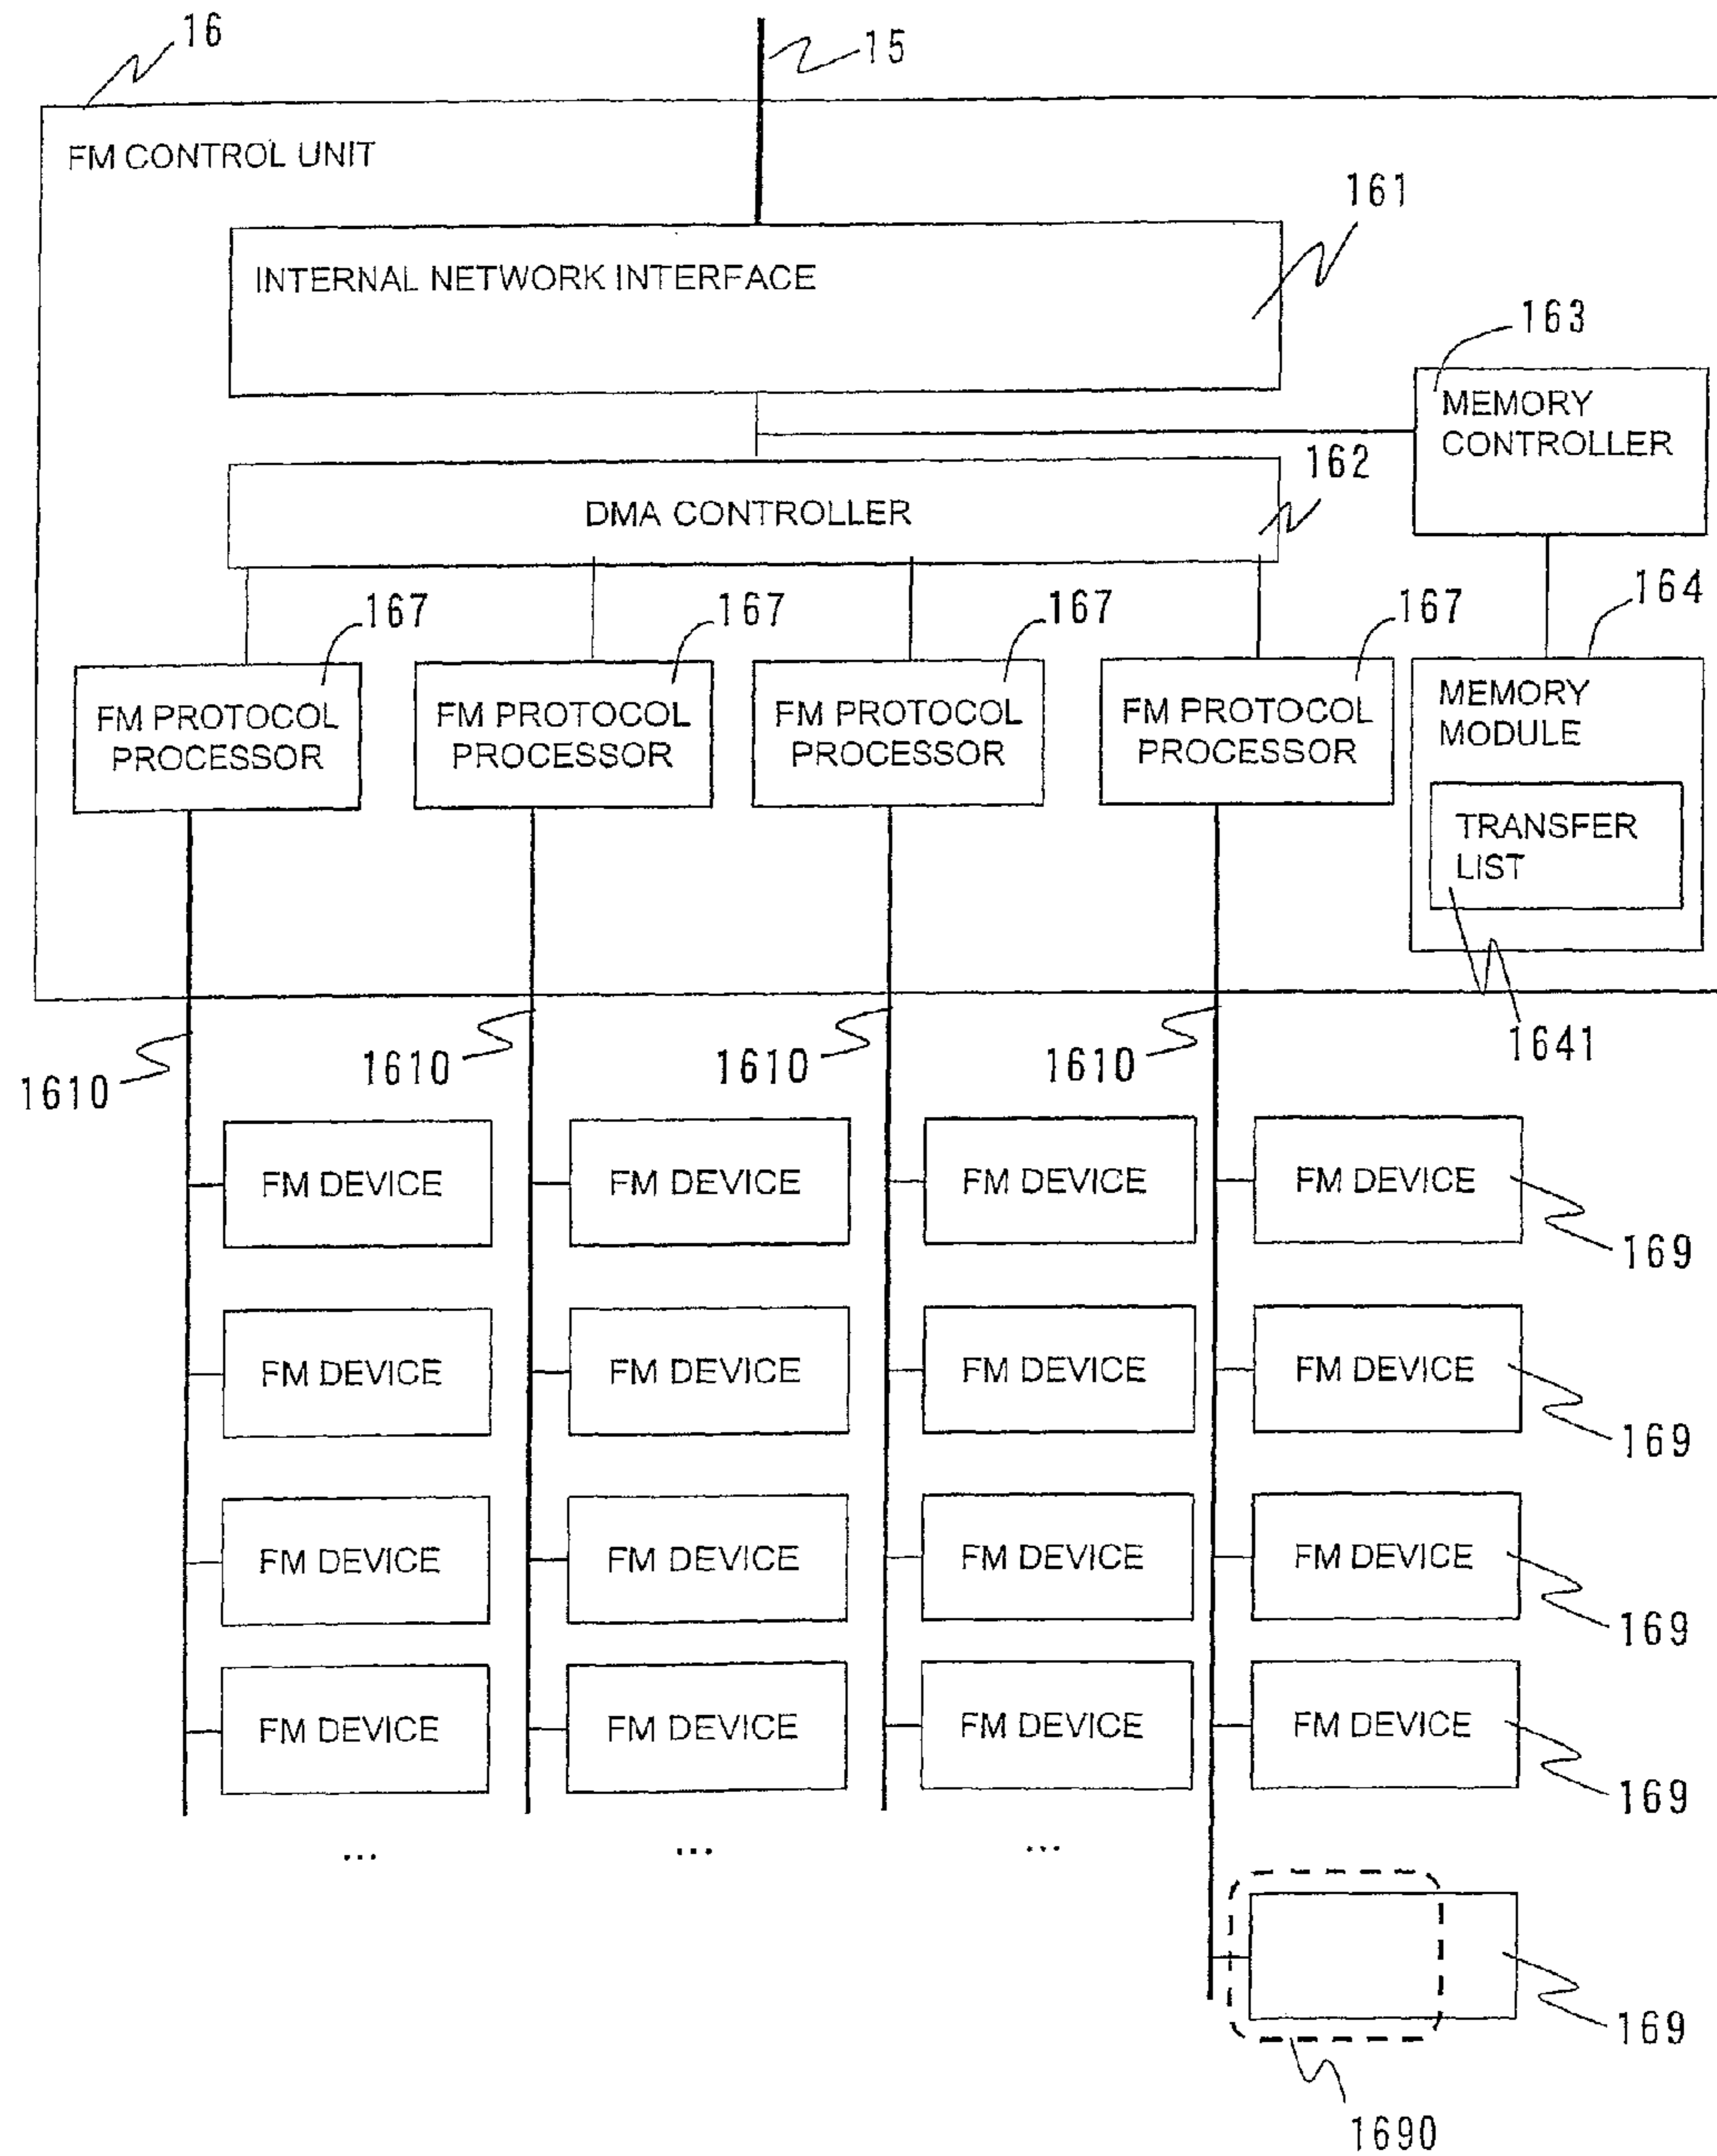 16
15
FM CONTROL UNIT
161
INTERNAL NETWORK INTERFACE
163
MEMORY
CONTROLLER
162
DMA CONTROLLER
167
167
167
167
164
FM PROTOCOL
PROCESSOR
FM PROTOCOL
PROCESSOR
FM PROTOCOL
PROCESSOR
FM PROTOCOL
PROCESSOR
MEMORY
MODULE
TRANSFER
LIST
1610
1610
1610
1610
1641
FM DEVICE
FM DEVICE
FM DEVICE
FM DEVICE
169
FM DEVICE
FM DEVICE
FM DEVICE
FM DEVICE
169
FM DEVICE
FM DEVICE
FM DEVICE
FM DEVICE
169
FM DEVICE
FM DEVICE
FM DEVICE
FM DEVICE
169
...
...
...
169
1690